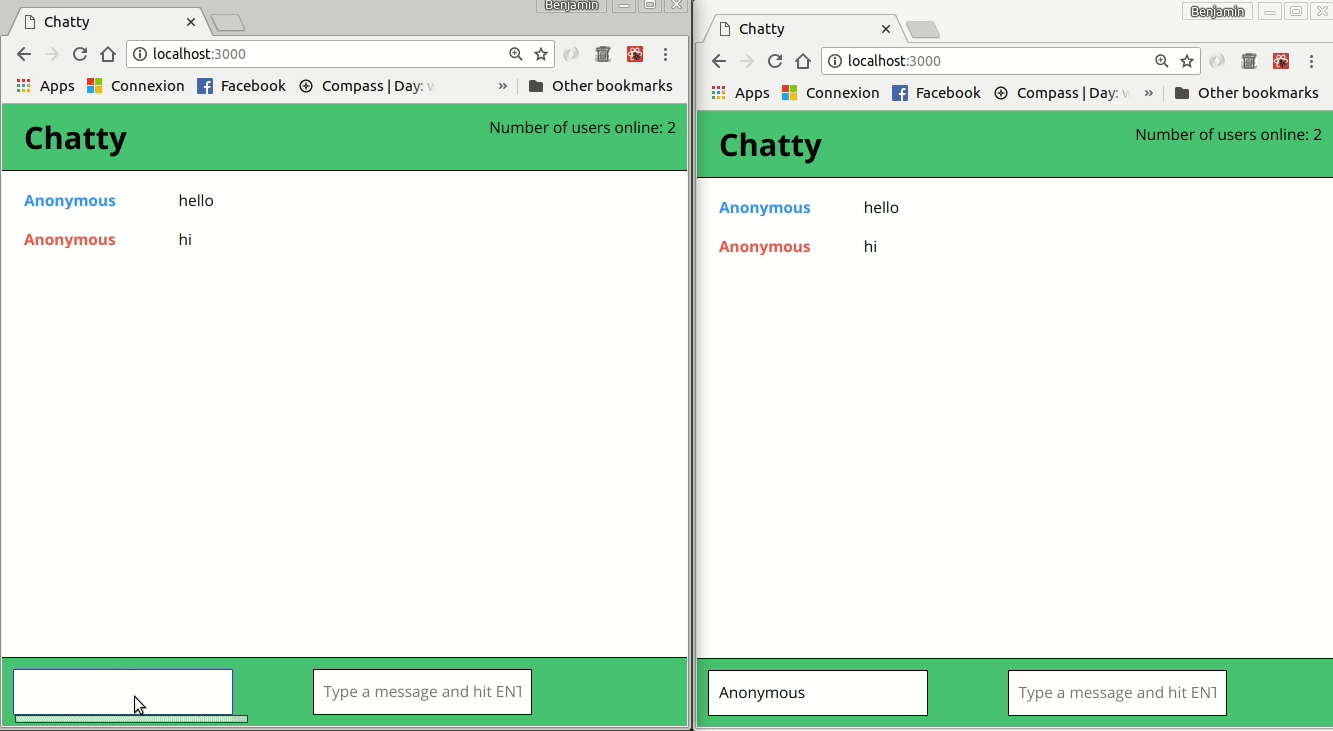 Benjamin
Chatty
localhost:3000
Apps Connexion Facebook Compass | Day: w » Other bookmarks
Chatty
Number of users online: 2
Anonymous hello
Anonymous hi
Type a message and hit ENT
Benjamin
Chatty
localhost:3000
Apps Connexion Facebook Compass | Day: w » Other bookmarks
Chatty
Number of users online: 2
Anonymous hello
Anonymous hi
Anonymous
Type a message and hit ENT